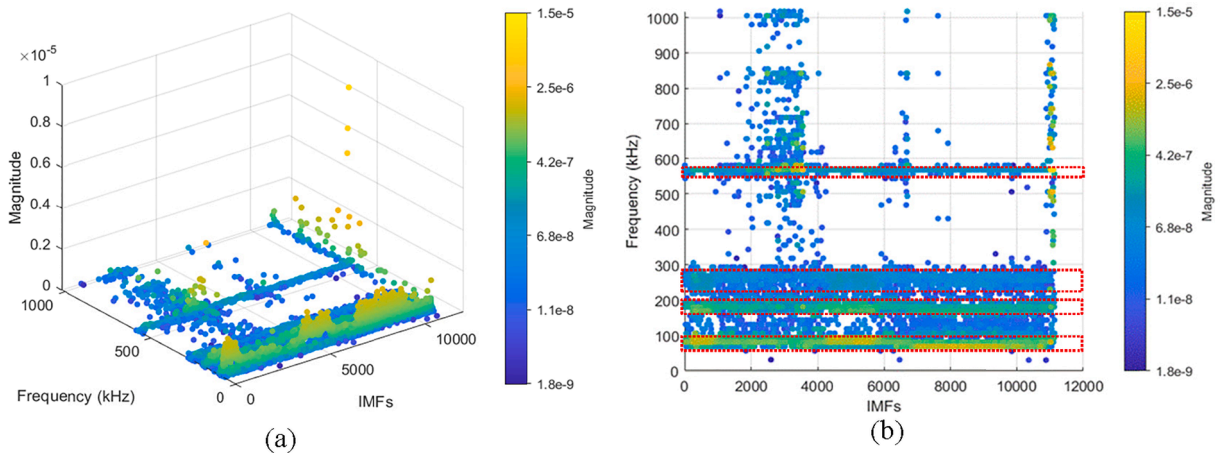 ×10^-5
1
0.8
0.6
0.4
0.2
0
Magnitude
1000
500
0
Frequency (kHz)
0
5000
10000
IMFs
1.5e-5
2.5e-6
4.2e-7
6.8e-8
1.1e-8
1.8e-9
Magnitude
(a)
1000
900
800
700
600
500
400
300
200
100
0
Frequency (kHz)
0 2000 4000 6000 8000 10000 12000
IMFs
1.5e-5
2.5e-6
4.2e-7
6.8e-8
1.1e-8
1.8e-9
Magnitude
(b)